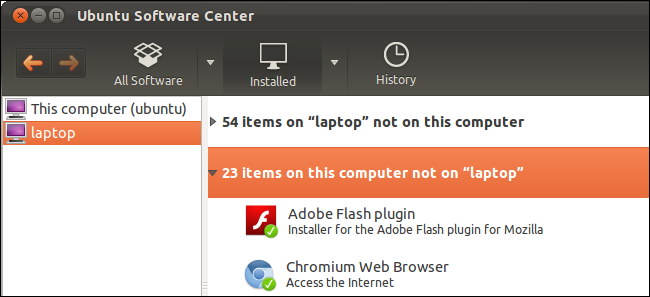 Ubuntu Software Center
All Software
Installed
History
This computer (ubuntu)
laptop
54 items on “laptop” not on this computer
23 items on this computer not on “laptop”
Adobe Flash plugin
Installer for the Adobe Flash plugin for Mozilla
Chromium Web Browser
Access the Internet